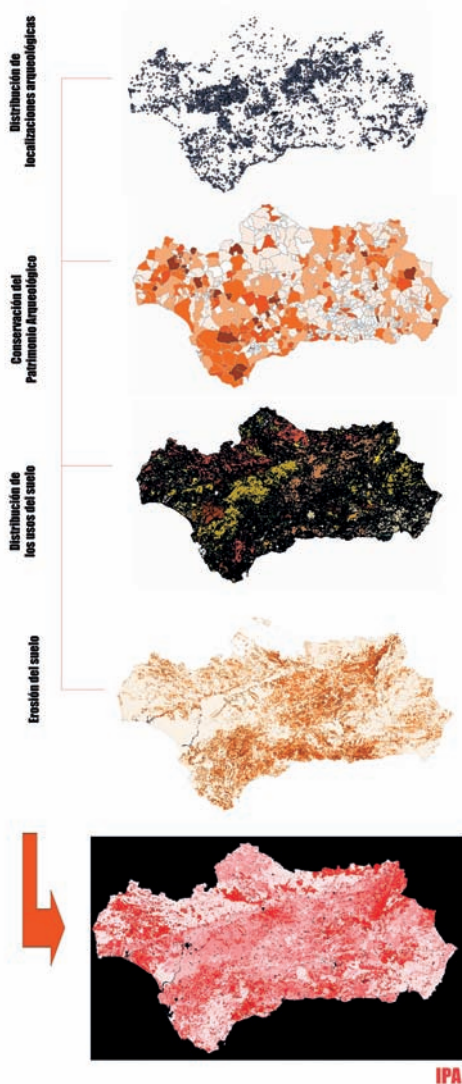 Distribución de
localizaciones arqueológicas
Conservación del
Patrimonio Arqueológico
Distribución de
los usos del suelo
Erosión del suelo
IPA